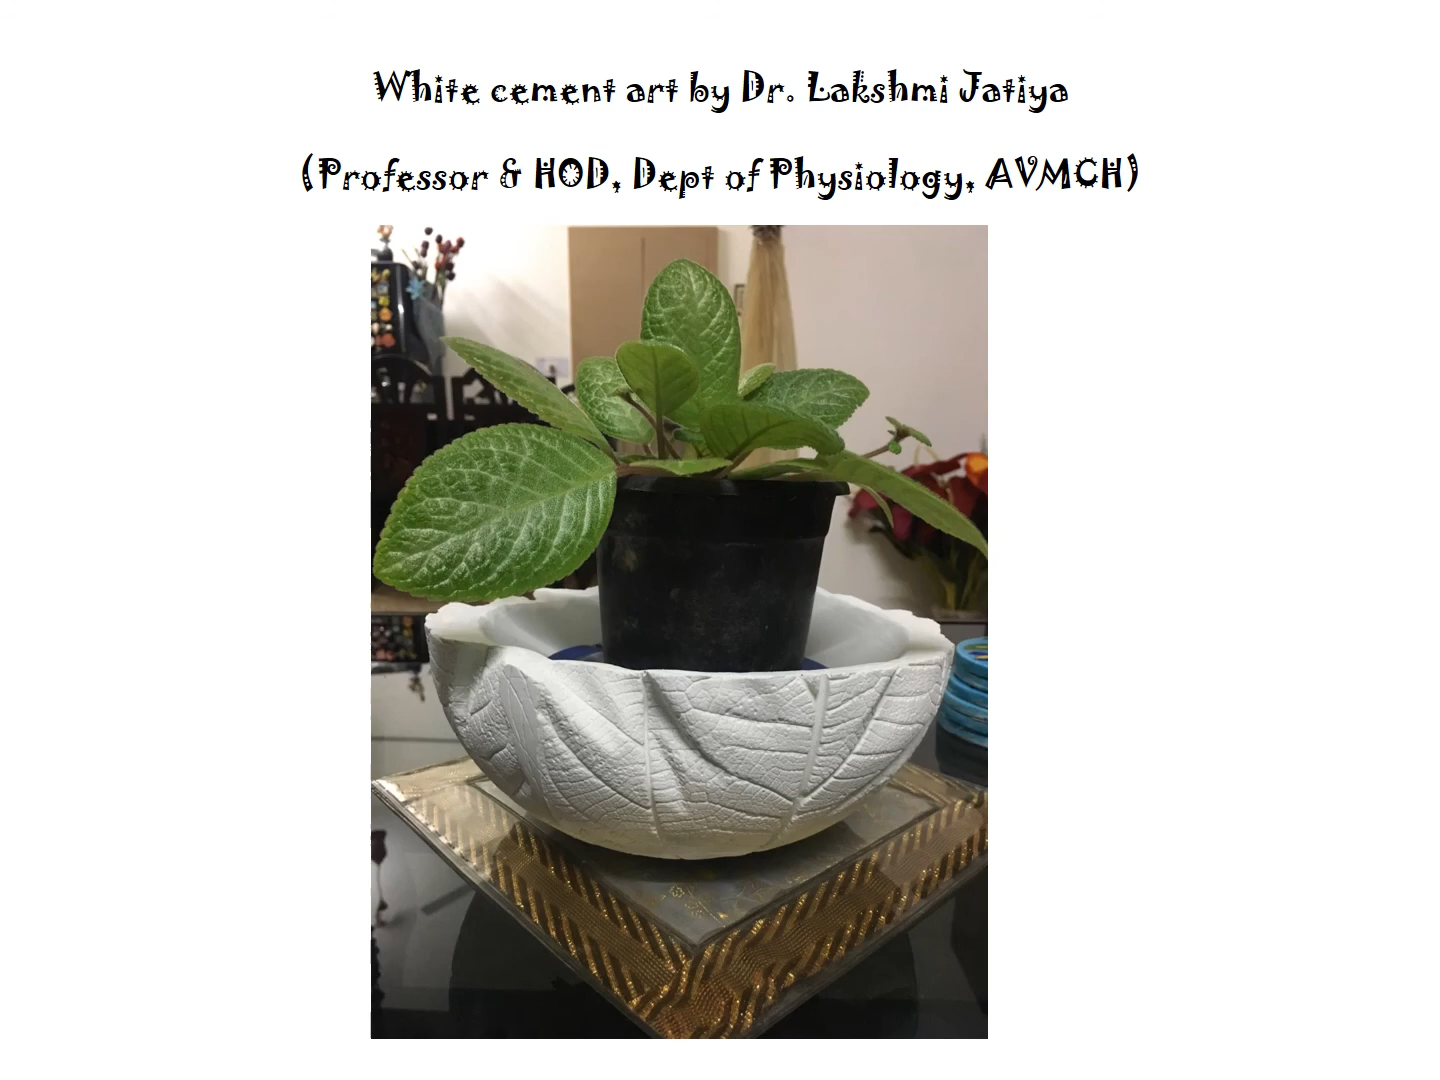 White cement art by Dr. Lakshmi Jatiya
(Professor & HOD, Dept of Physiology, AVMCH)